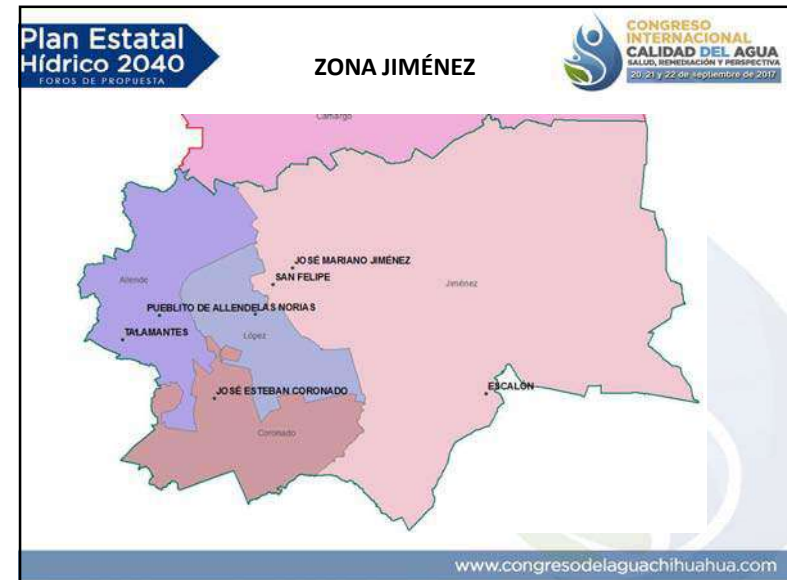 Plan Estatal
Hídrico 2040
FOROS DE PROPUESTA
ZONA JIMÉNEZ
CONGRESO
INTERNACIONAL
CALIDAD DEL AGUA
SALUD, REMEDIACIÓN Y PERSPECTIVA
20, 21 y 22 de septiembre de 2017
Camargo
JOSÉ MARIANO JIMÉNEZ
SAN FELIPE
Allende
Jiménez
PUEBLITO DE ALLENDE LAS NORIAS
TALAMANTES
López
ESCALÓN
JOSÉ ESTEBAN CORONADO
Coronado
www.congresodelaguachihuahua.com